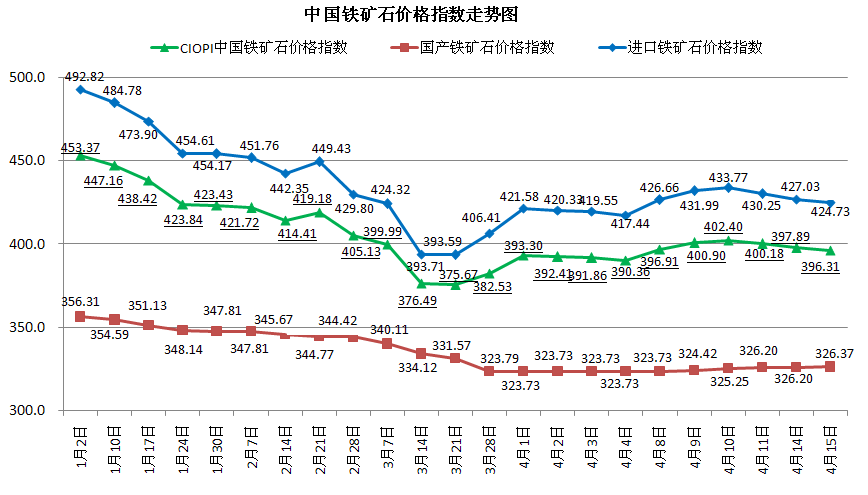 中国铁矿石价格指数走势图
CIOPI中国铁矿石价格指数 国产铁矿石价格指数 进口铁矿石价格指数
500.0
450.0
400.0
350.0
300.0
492.82 484.78 473.90 454.61 454.17 451.76 442.35 449.43 429.80 424.32 393.71 393.59 406.41 421.58 420.33 419.55 417.44 426.66 431.99 433.77 430.25 427.03 424.73
453.37 447.16 438.42 423.84 423.43 421.72 414.41 419.18 405.13 399.99 376.49 375.67 382.53 393.30 392.41 391.86 390.36 396.91 400.90 402.40 400.18 397.89 396.31
356.31 354.59 351.13 348.14 347.81 347.81 345.67 344.77 344.42 340.11 334.12 331.57 323.79 323.73 323.73 323.73 323.73 323.73 324.42 325.25 326.20 326.20 326.37
1月2日 1月10日 1月17日 1月24日 1月30日 2月7日 2月14日 2月21日 2月28日 3月7日 3月14日 3月21日 3月28日 4月1日 4月2日 4月3日 4月4日 4月8日 4月9日 4月10日 4月11日 4月14日 4月15日